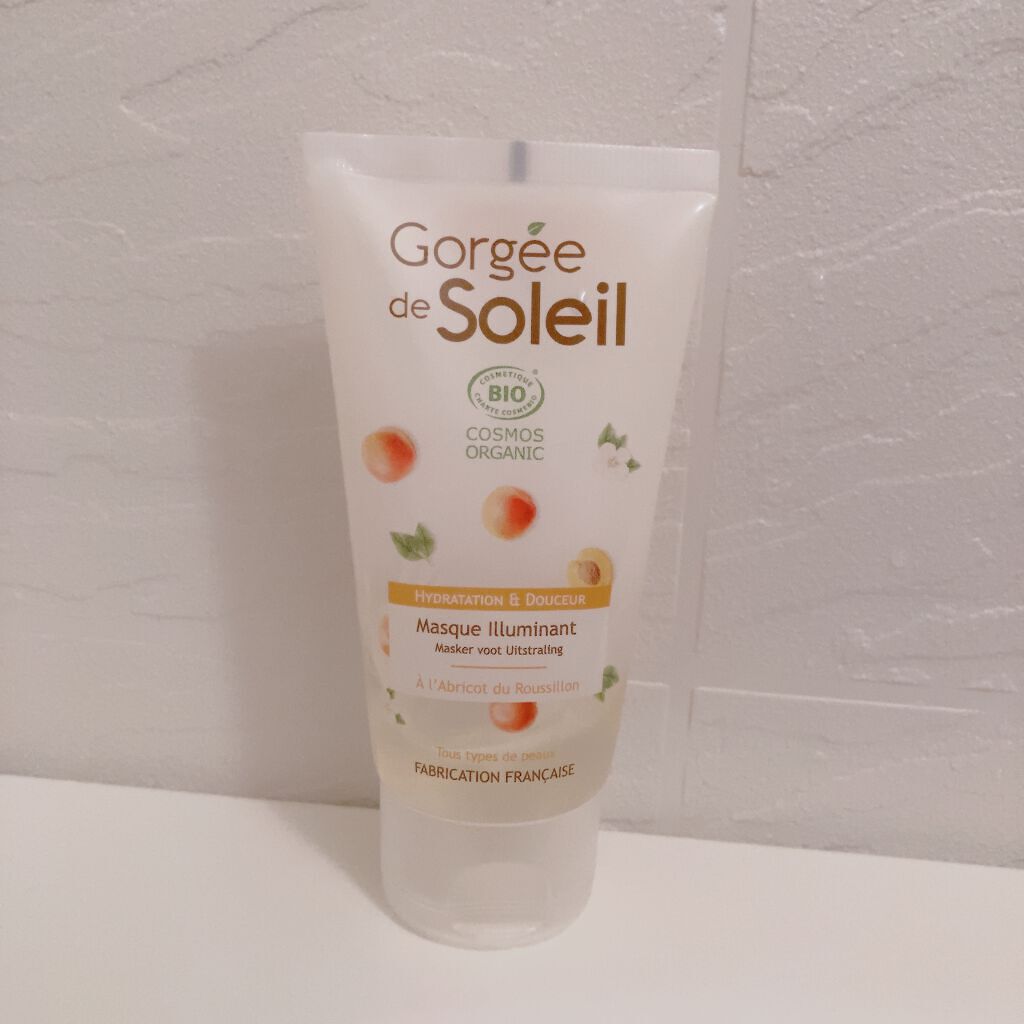 Gorgée
de Soleil
COSMETIQUE
BIO
CHARTE COSMEBIO
®
COSMOS
ORGANIC
HYDRATATION & DOUCEUR
Masque Illuminant
Masker voot Uitstraling
À l'Abricot du Roussillon
Tous types de peaux
FABRICATION FRANÇAISE